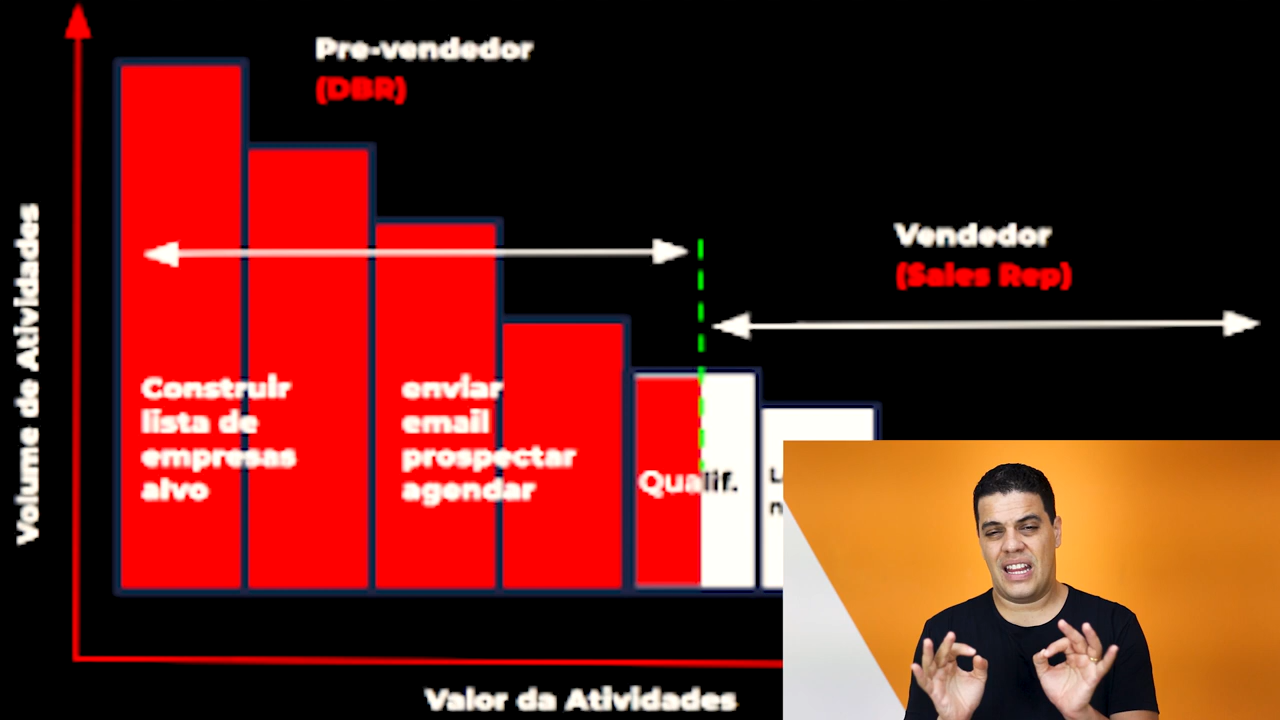 Pre-vendedor
(DBR)
Vendedor
(Sales Rep)
Volume de Atividades
Construir
lista de
empresas
alvo
enviar
email
prospectar
agendar
Qualif.
Valor da Atividades